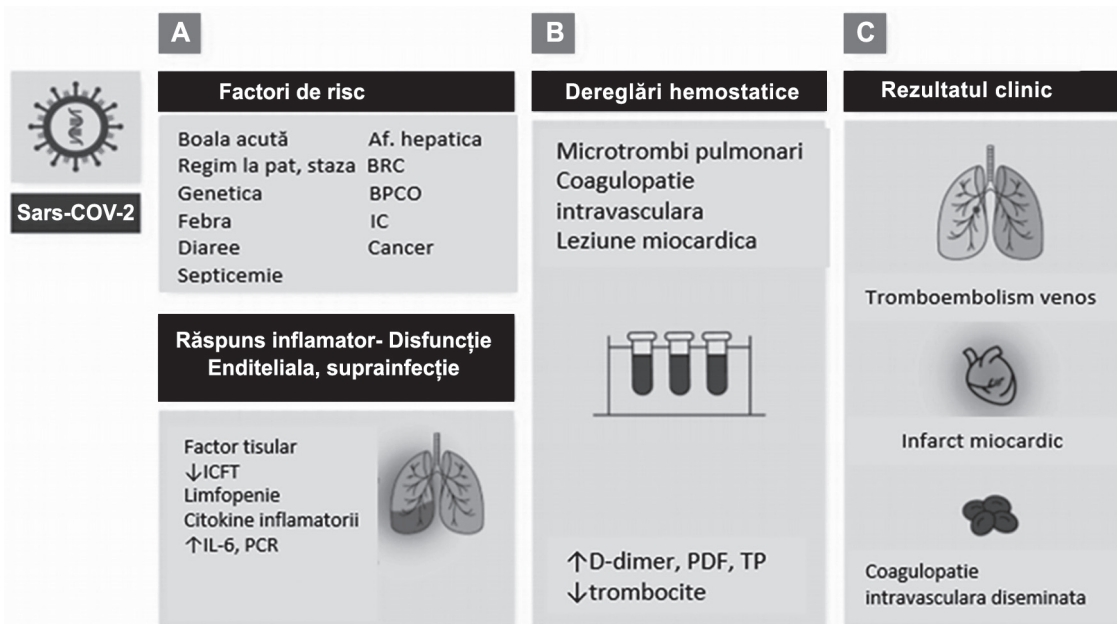 A
B
C
Sars-COV-2
Factori de risc
Boala acută
Regim la pat, staza
Genetica
Febra
Diaree
Septicemie
Af. hepatica
BRC
BPCO
IC
Cancer
Răspuns inflamator- Disfuncție
Enditeliala, suprainfecție
Factor tisular
↓ICFT
Limfopenie
Citokine inflamatorii
↑IL-6, PCR
Dereglări hemostatice
Microtrombi pulmonari
Coagulopatie
intravasculara
Leziune miocardica
↑D-dimer, PDF, TP
↓trombocite
Rezultatul clinic
Tromboembolism venos
Infarct miocardic
Coagulopatie
intravasculara diseminata